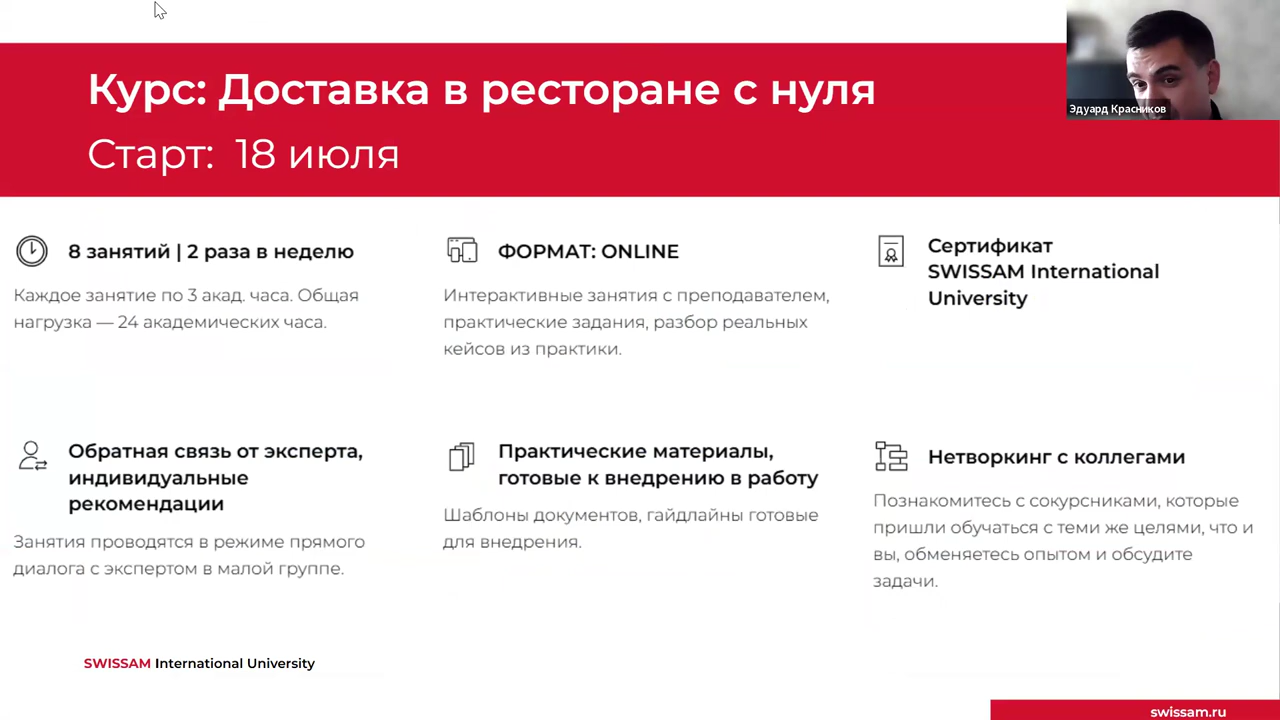 Курс: Доставка в ресторане с нуля
Старт: 18 июля
Эдуард Красников
8 занятий | 2 раза в неделю
Каждое занятие по 3 акад. часа. Общая
нагрузка — 24 академических часа.
ФОРМАТ: ONLINE
Интерактивные занятия с преподавателем,
практические задания, разбор реальных
кейсов из практики.
Сертификат
SWISSAM International
University
Обратная связь от эксперта,
индивидуальные
рекомендации
Занятия проводятся в режиме прямого
диалога с экспертом в малой группе.
Практические материалы,
готовые к внедрению в работу
Шаблоны документов, гайдлайны готовые
для внедрения.
Нетворкинг с коллегами
Познакомитесь с сокурсниками, которые
пришли обучаться с теми же целями, что и
вы, обменяетесь опытом и обсудите
задачи.
SWISSAM International University
swissam.ru